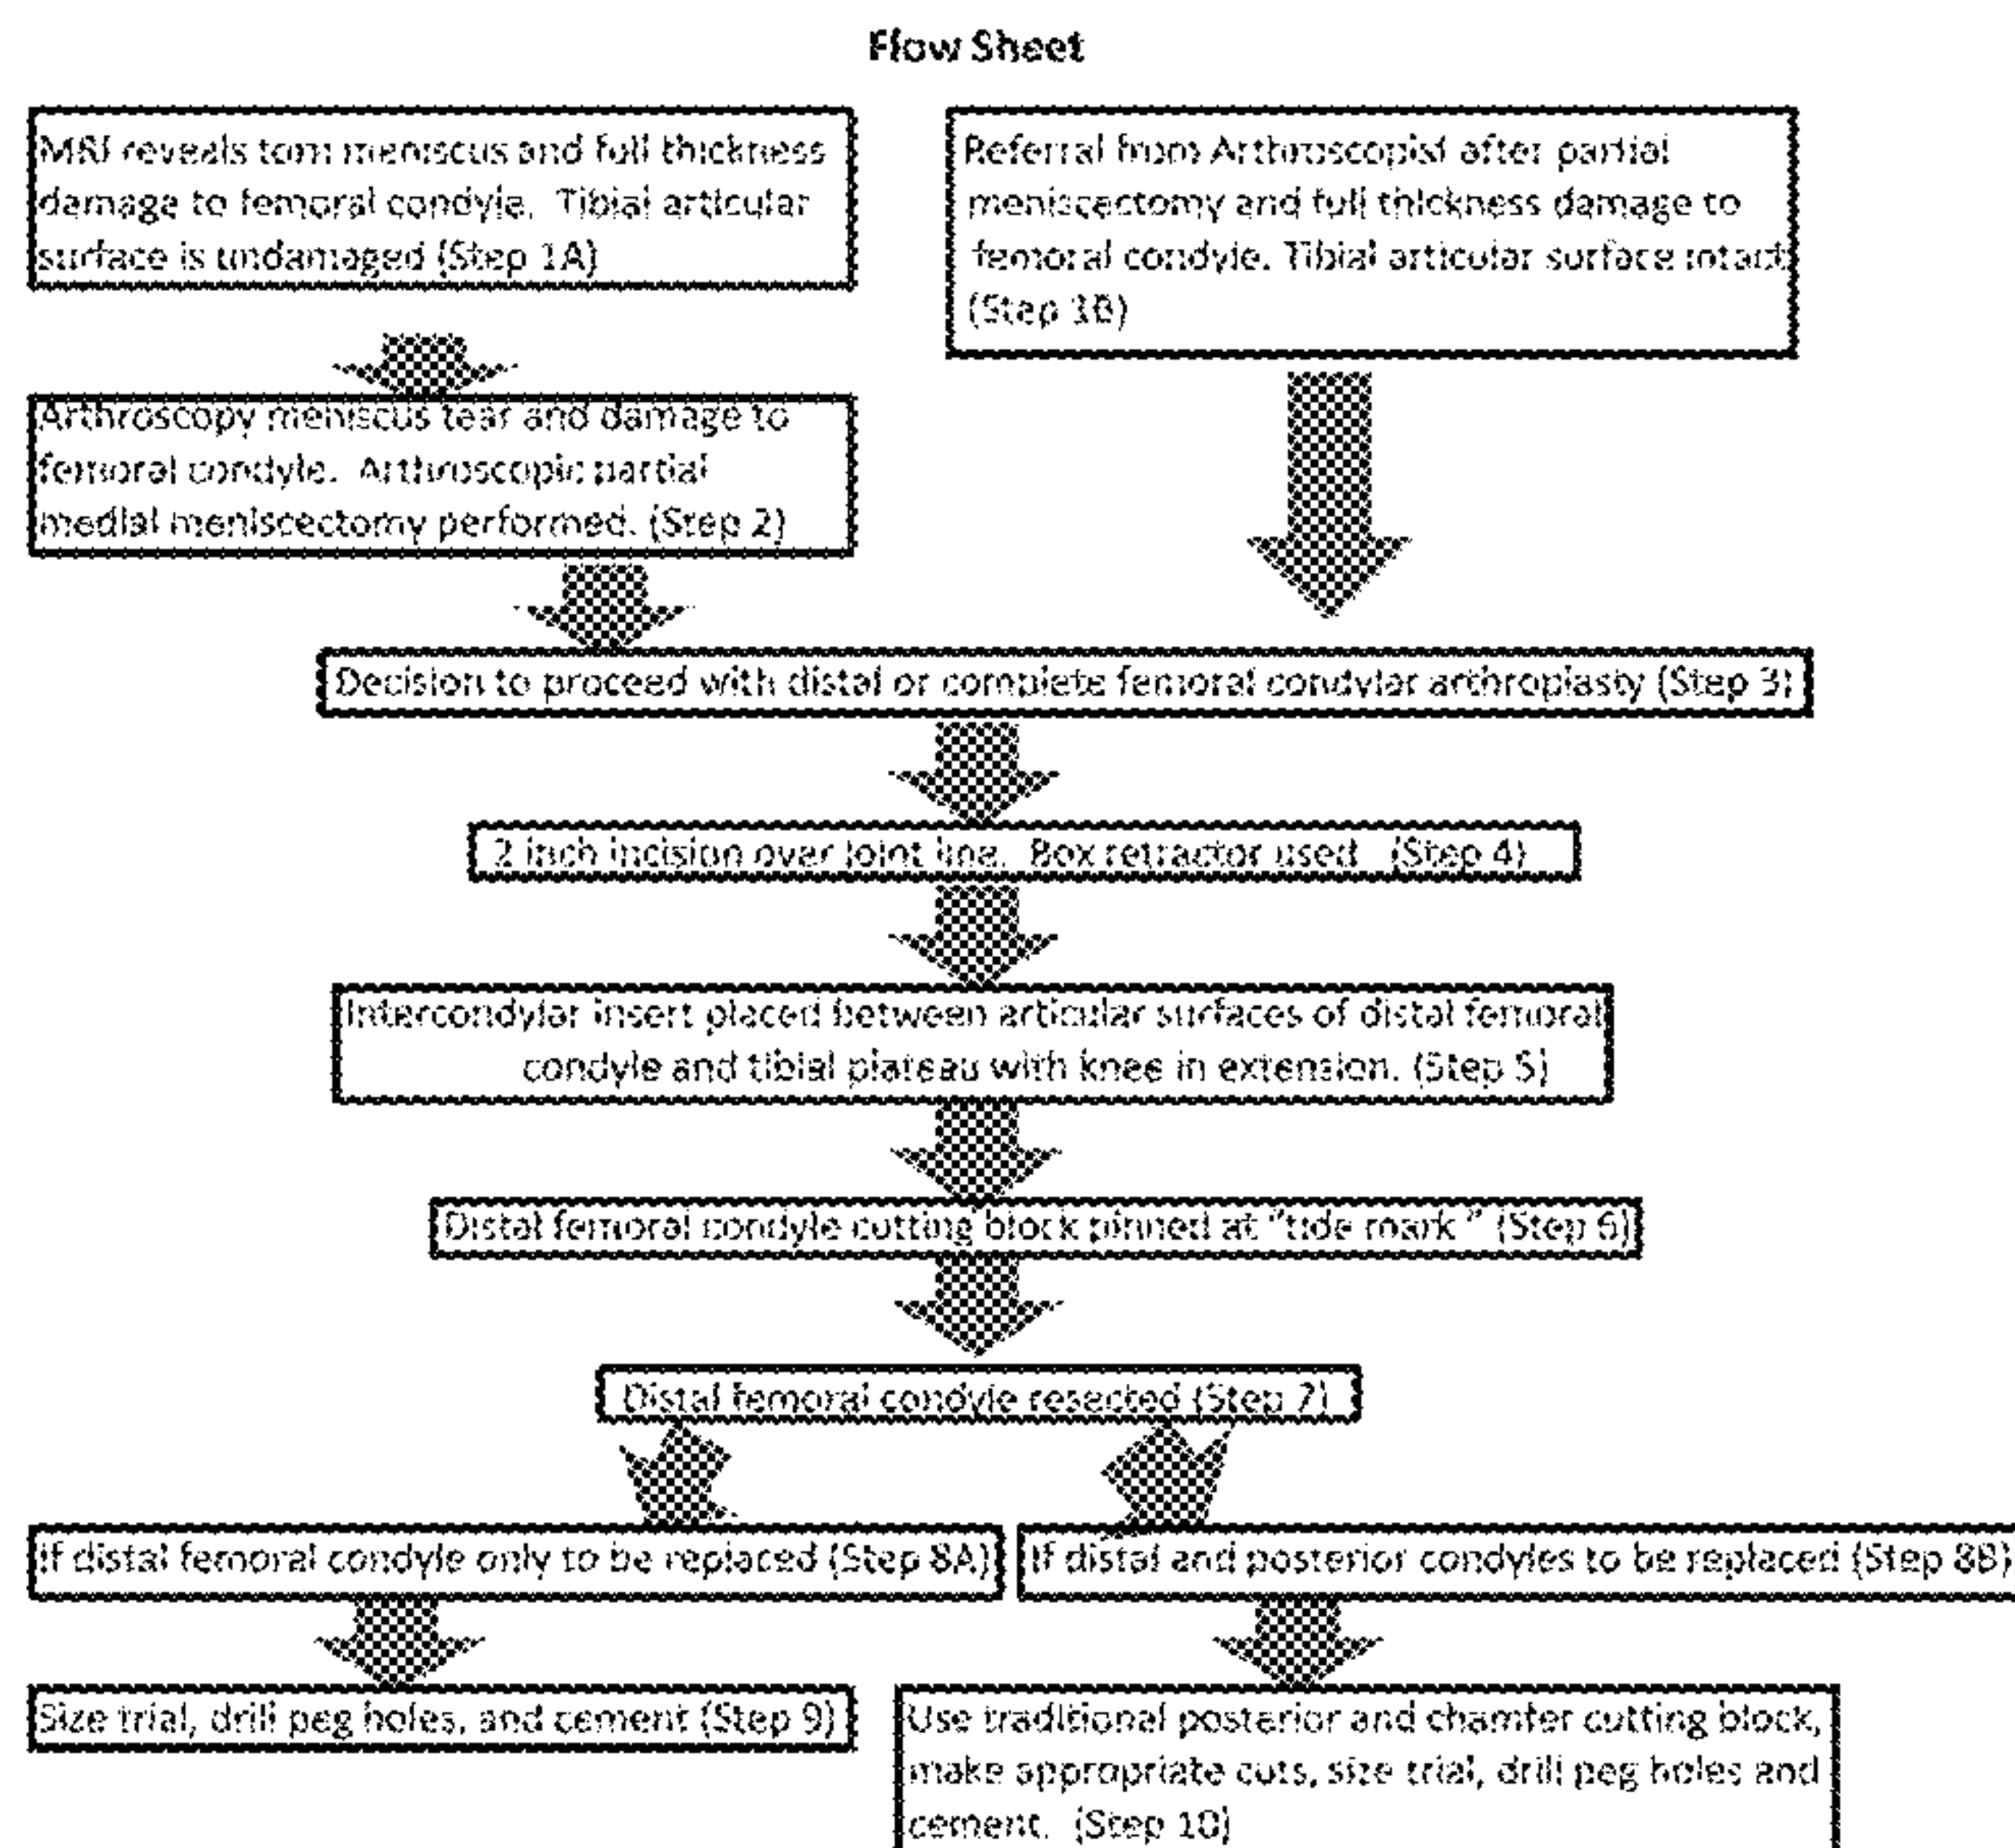 Flow Sheet
MRI reveals torn meniscus and full thickness
damage to femoral condyle. Tibial articular
surface is undamaged (Step 1A)
Referral from Arthroscopist after partial
meniscectomy and full thickness damage to
femoral condyle. Tibial articular surface intact
(Step 1B)
Arthroscopy meniscus tear and damage to
femoral condyle. Arthroscopic partial
medial meniscectomy performed. (Step 2)
Decision to proceed with distal or complete femoral condylar arthroplasty (Step 3)
2 inch incision over joint line. Box retractor used (Step 4)
Intercondylar insert placed between articular surfaces of distal femoral
condyle and tibial plateau with knee in extension. (Step 5)
Distal femoral condyle cutting block pinned at "tide mark" (Step 6)
Distal femoral condyle resected (Step 7)
If distal femoral condyle only to be replaced (Step 8A)
If distal and posterior condyles to be replaced (Step 8B)
Size trial, drill peg holes, and cement (Step 9)
Use traditional posterior and chamfer cutting block,
make appropriate cuts, size trial, drill peg holes and
cement. (Step 10)